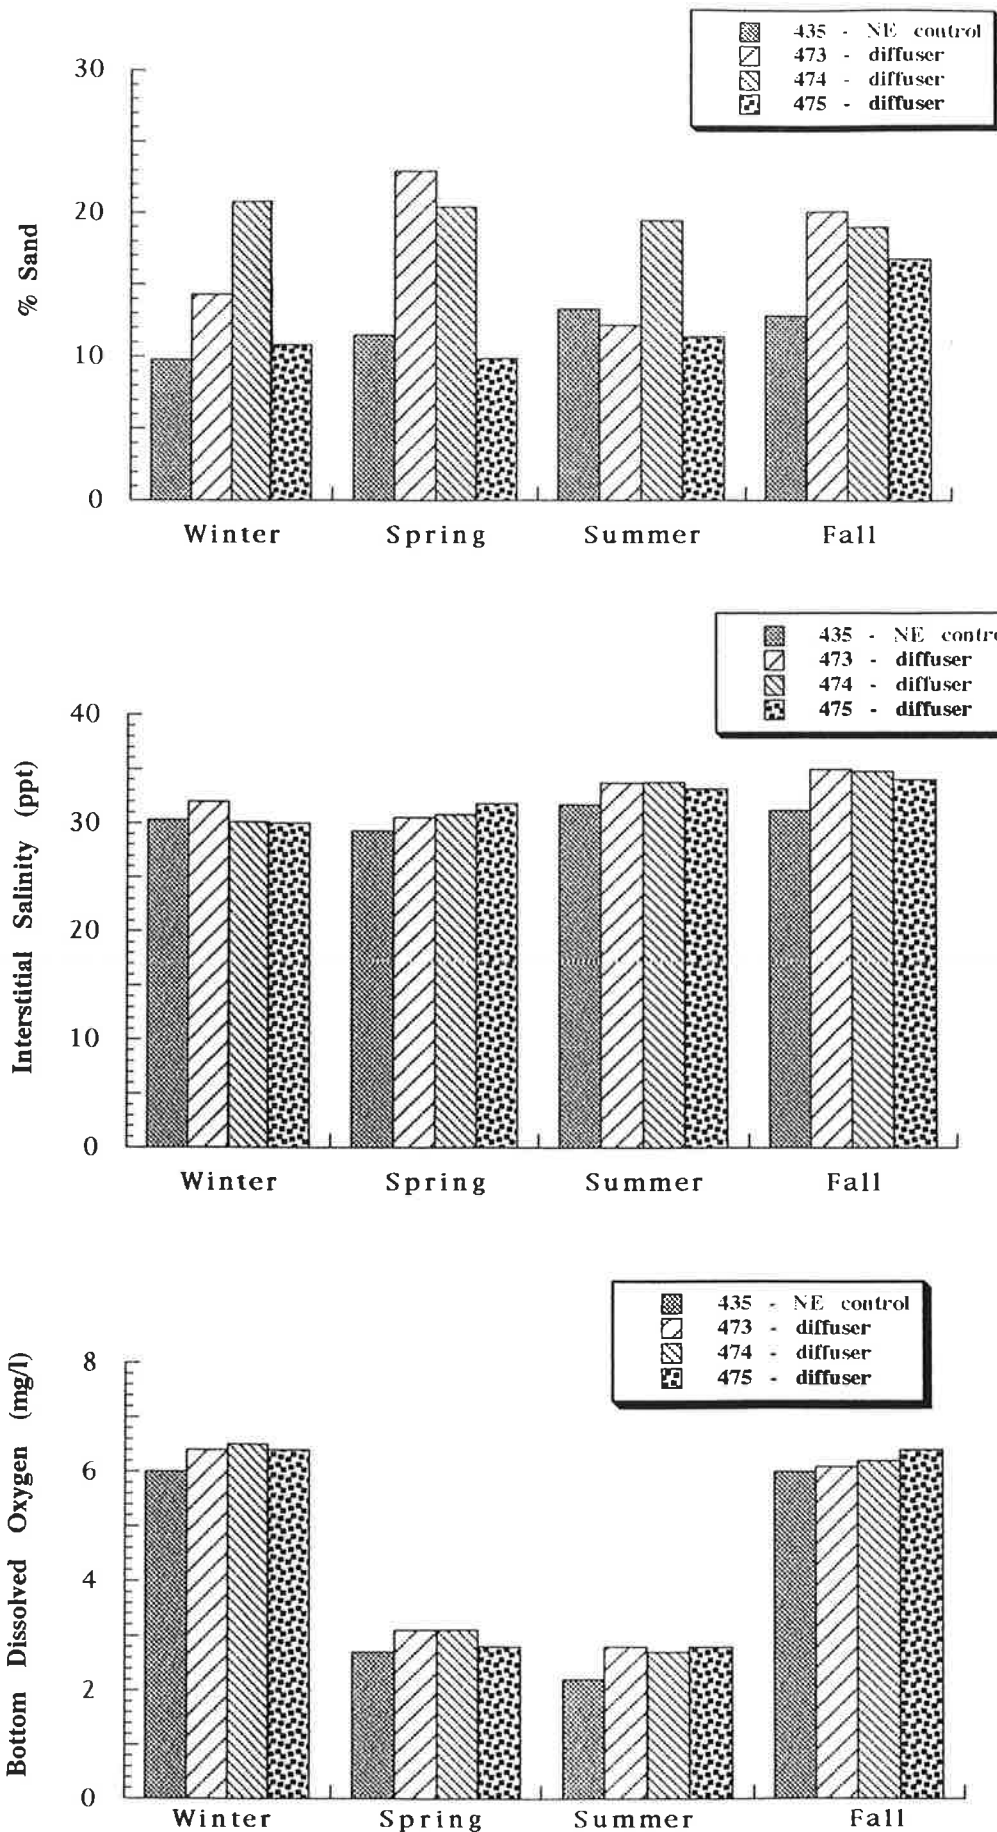 435 - NE control
473 - diffuser
474 - diffuser
475 - diffuser
% Sand
30
20
10
0
Winter Spring Summer Fall
435 - NE contro
473 - diffuser
474 - diffuser
475 - diffuser
Interstitial Salinity (ppt)
40
30
20
10
0
Winter Spring Summer Fall
435 - NE control
473 - diffuser
474 - diffuser
475 - diffuser
Bottom Dissolved Oxygen (mg/l)
8
6
4
2
0
Winter Spring Summer Fall